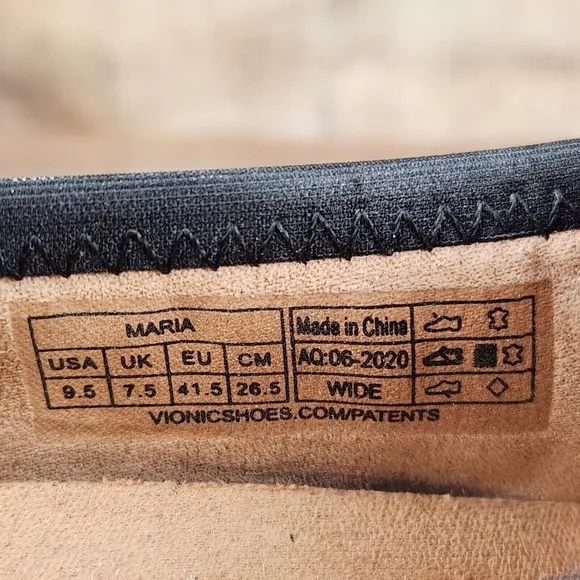 MARIA Made in China
USA UK EU CM AQ:06-2020
9.5 7.5 41.5 26.5 WIDE
VIONICSHOES.COM/PATENTS